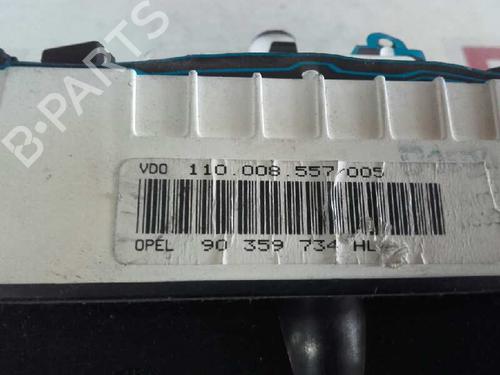 B-PARTS
VDO 110.008.557/005
OPEL 90 359 734 HL